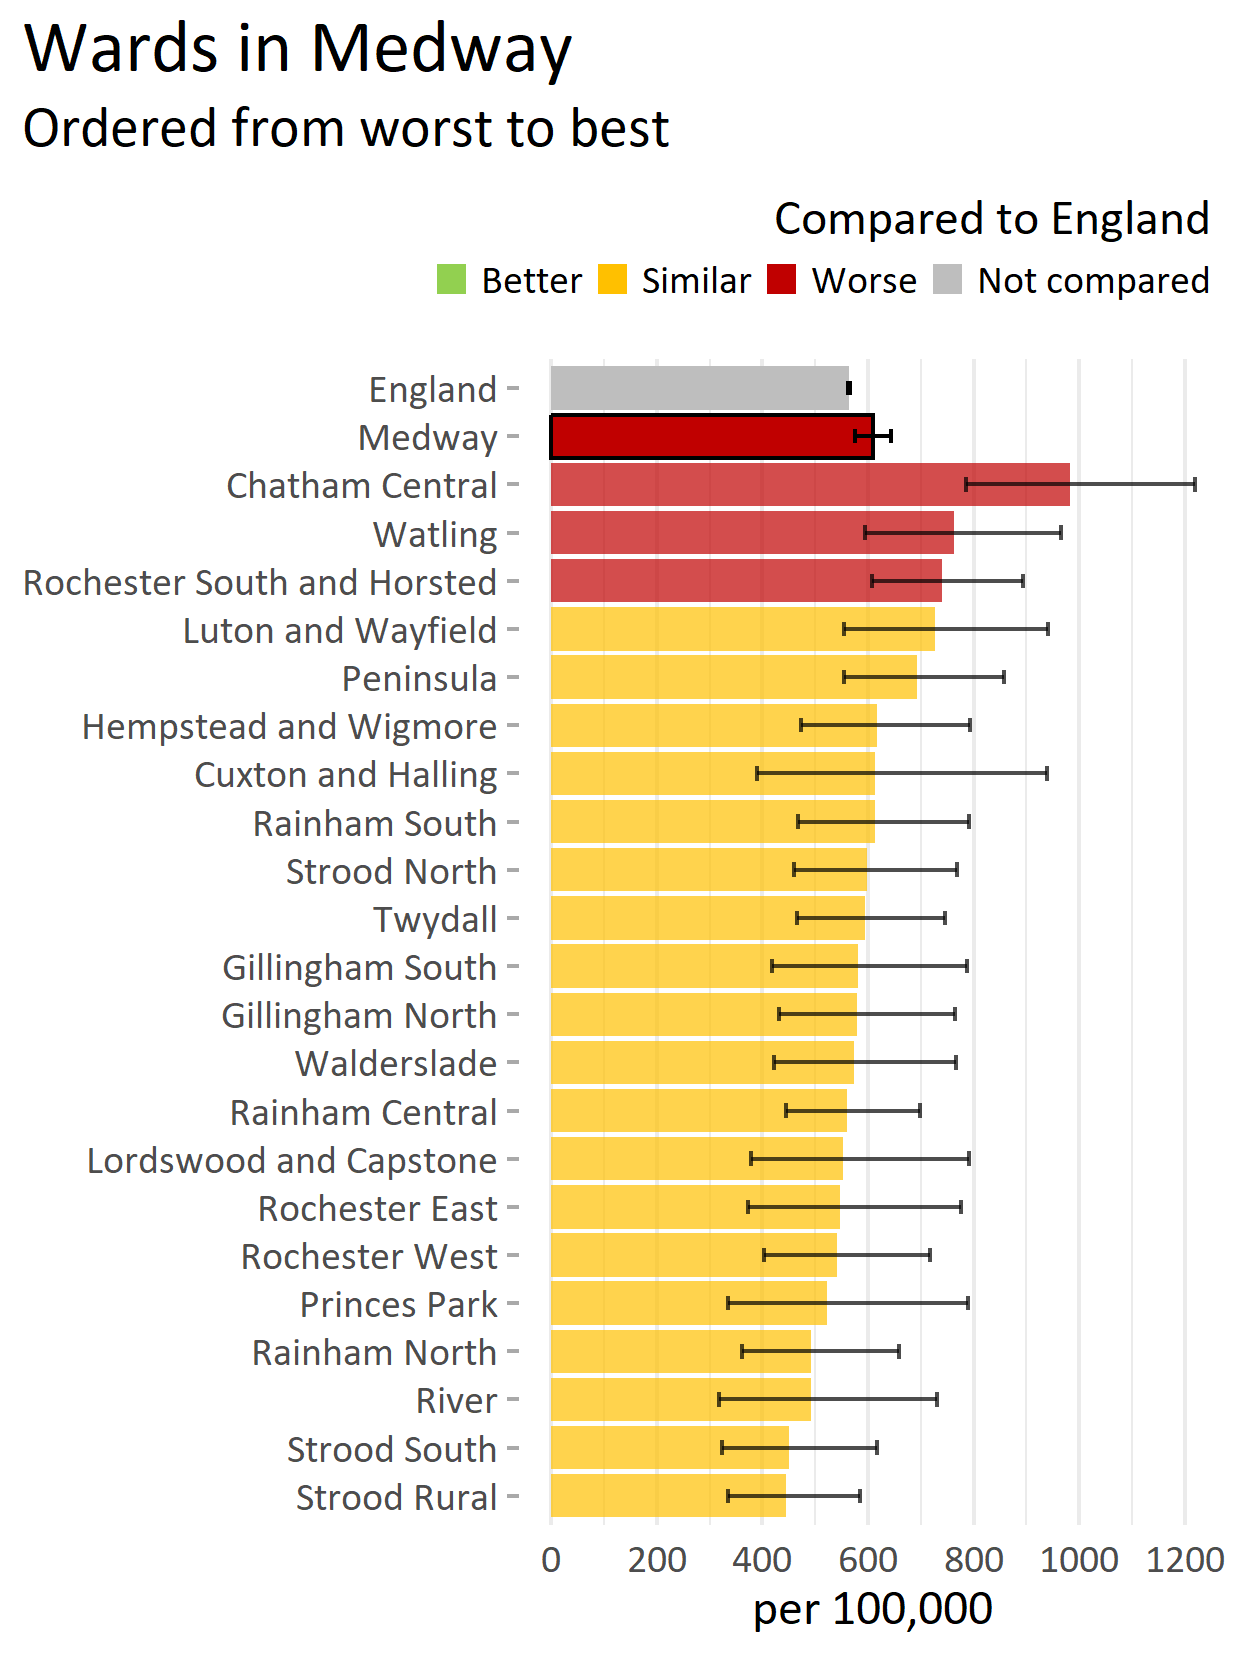 Wards in Medway
Ordered from worst to best
Compared to England
Better Similar Worse Not compared
England
Medway
Chatham Central
Watling
Rochester South and Horsted
Luton and Wayfield
Peninsula
Hempstead and Wigmore
Cuxton and Halling
Rainham South
Strood North
Twydall
Gillingham South
Gillingham North
Walderslade
Rainham Central
Lordswood and Capstone
Rochester East
Rochester West
Princes Park
Rainham North
River
Strood South
Strood Rural
0 200 400 600 800 1000 1200
per 100,000